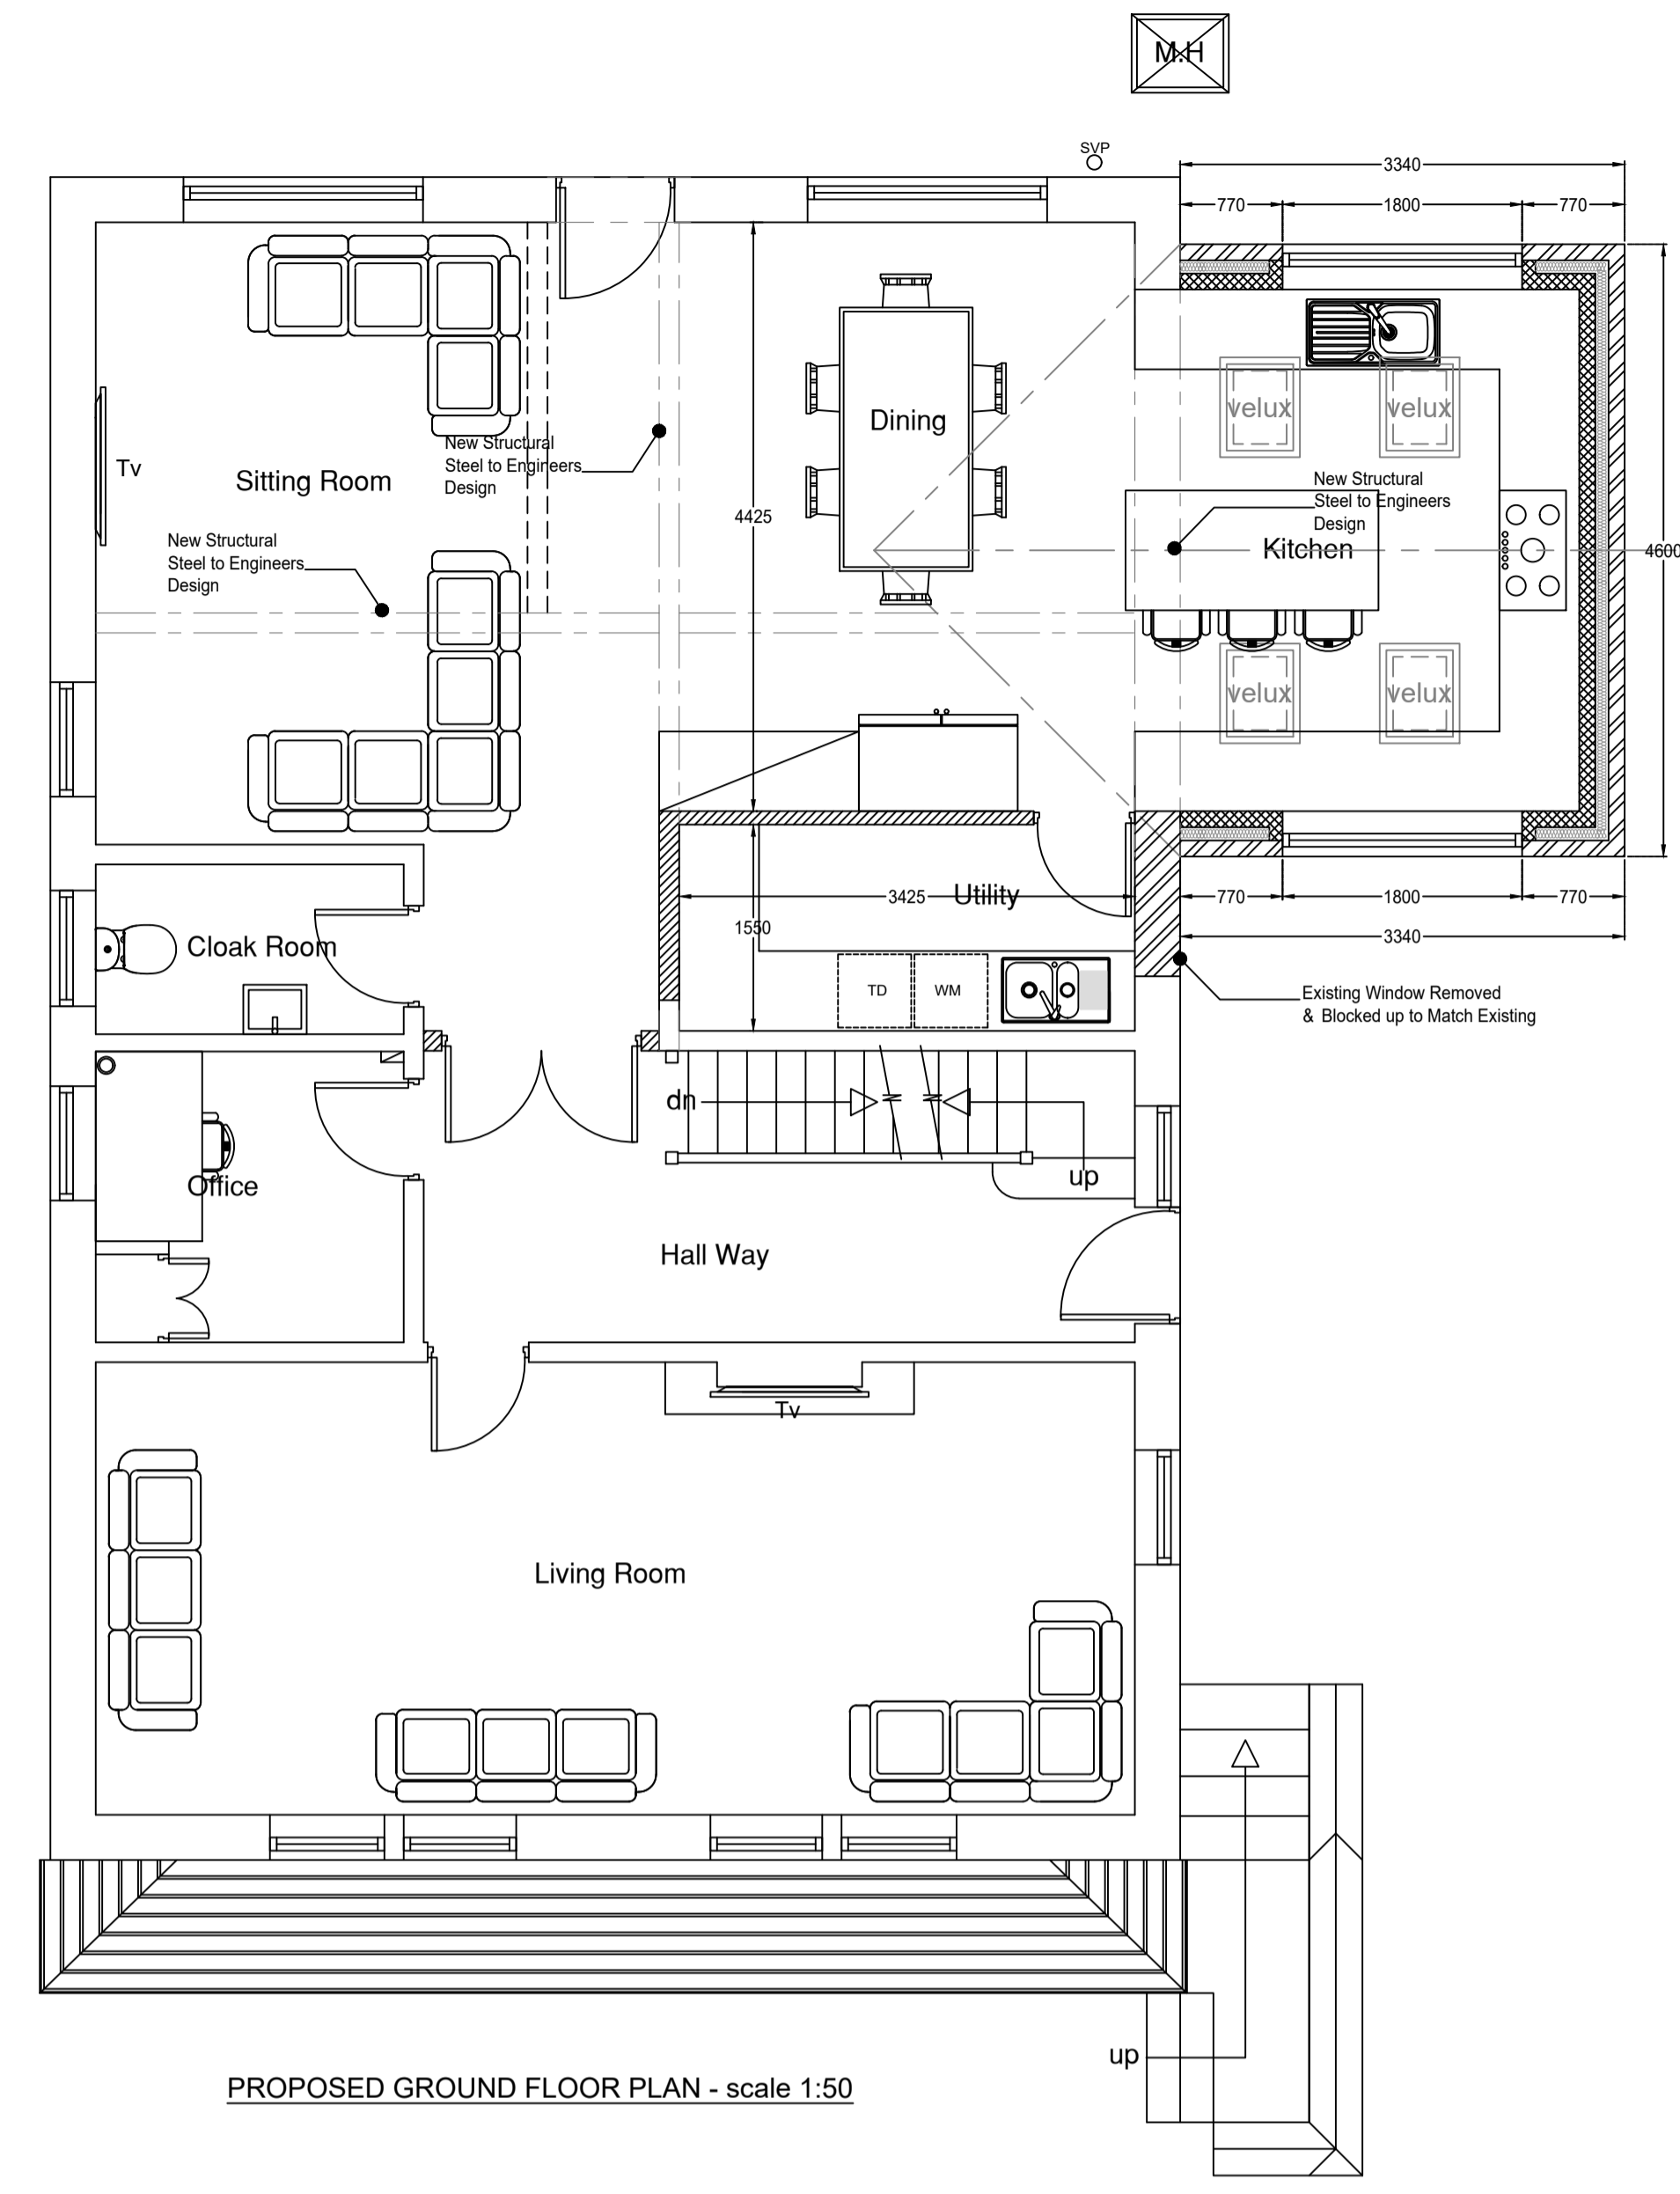 M.H
SVP
3340
770
1800
770
Dining
velux
velux
New Structural
Steel to Engineers
Design
Tv
Sitting Room
New Structural
Steel to Engineers
Design
4425
New Structural
Steel to Engineers
Design
Kitchen
4600
velux
velux
Utility
3425
1550
770
1800
770
3340
Cloak Room
TD
WM
Existing Window Removed
& Blocked up to Match Existing
dn
up
Office
Hall Way
Tv
Living Room
up
PROPOSED GROUND FLOOR PLAN - scale 1:50